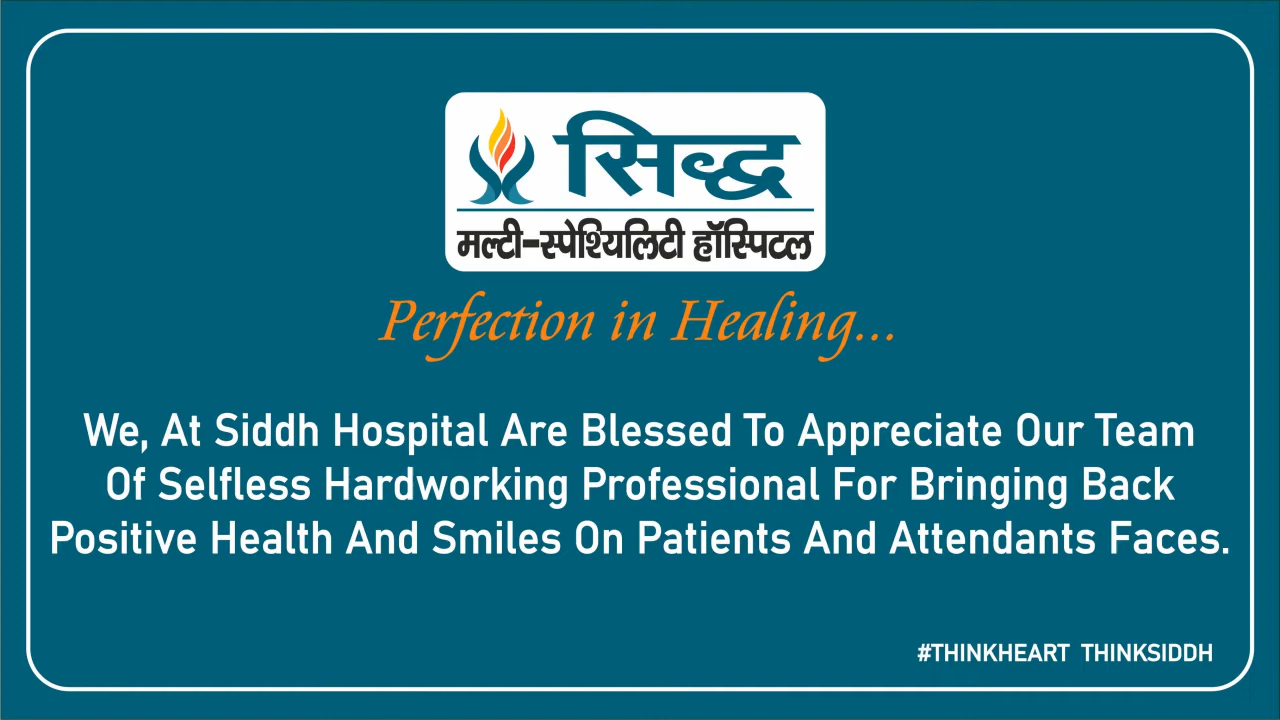 सिद्ध
मल्टी-स्पेश्यिलिटी हॉस्पिटल
Perfection in Healing...
We, At Siddh Hospital Are Blessed To Appreciate Our Team
Of Selfless Hardworking Professional For Bringing Back
Positive Health And Smiles On Patients And Attendants Faces.
#THINKHEART THINKSIDDH